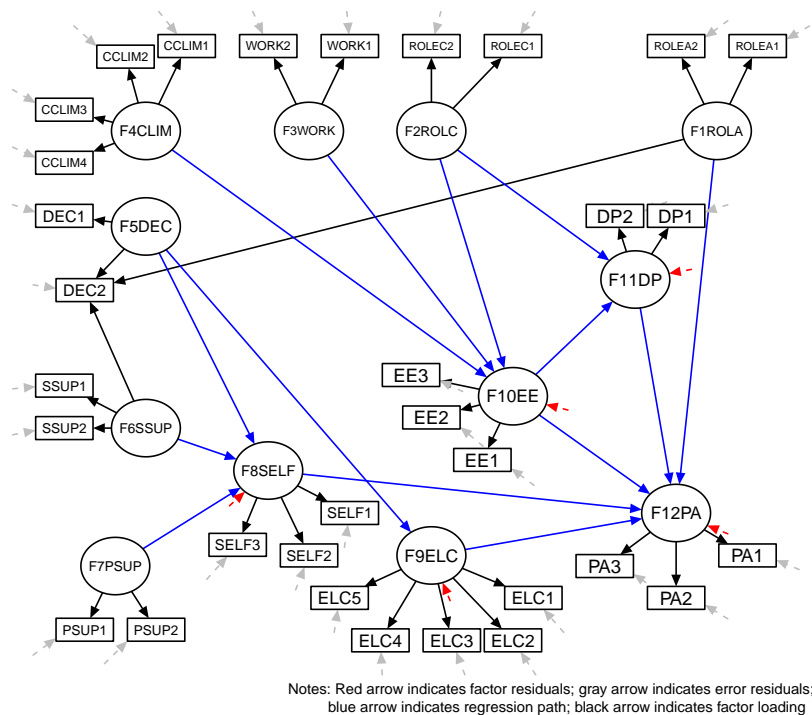 CCLIM2
CCLIM1
WORK2
WORK1
ROLEC2
ROLEC1
ROLEA2
ROLEA1
CCLIM3
F4CLIM
F3WORK
F2ROLC
F1ROLA
CCLIM4
DEC1
F5DEC
DP2
DP1
DEC2
F11DP
SSUP1
EE3
F10EE
SSUP2
F6SSUP
EE2
EE1
F8SELF
SELF1
F12PA
SELF3
SELF2
F7PSUP
F9ELC
PA3
PA1
PA2
PSUP1
PSUP2
ELC5
ELC1
ELC4
ELC3
ELC2
Notes: Red arrow indicates factor residuals; gray arrow indicates error residuals;
blue arrow indicates regression path; black arrow indicates factor loading